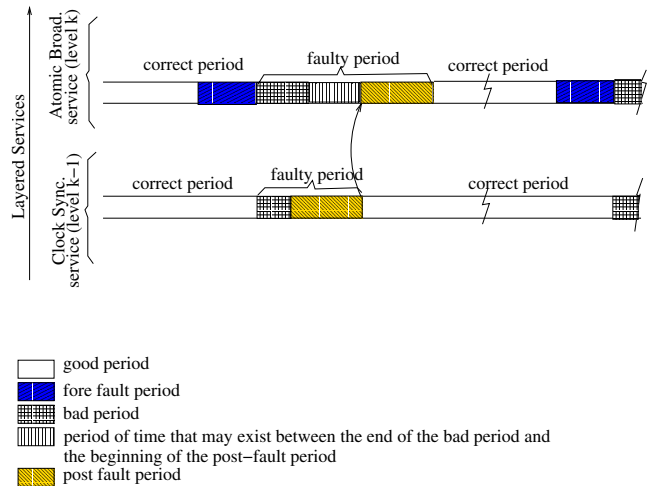 Layered Services
Atomic Broad.
service (level k)
correct period
faulty period
correct period
Clock Sync.
service (level k−1)
correct period
faulty period
correct period
good period
fore fault period
bad period
period of time that may exist between the end of the bad period and
the beginning of the post−fault period
post fault period